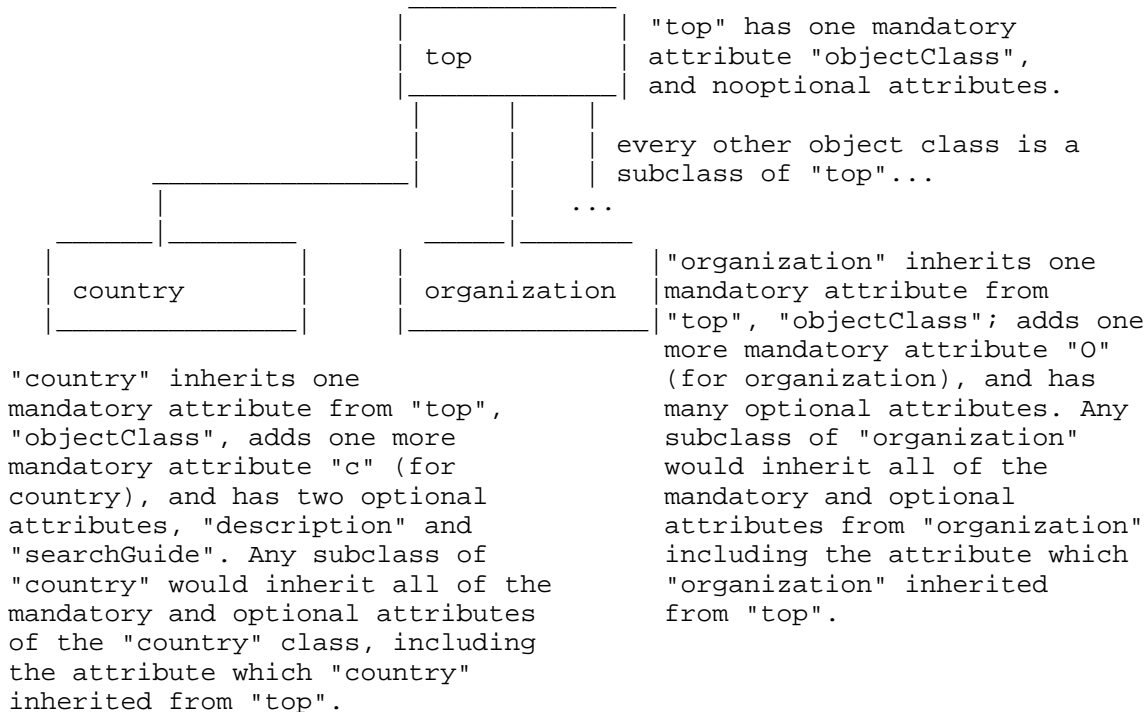 "top" has one mandatory
top attribute "objectClass",
and nooptional attributes.
every other object class is a
subclass of "top"...
...
"organization" inherits one
country organization mandatory attribute from
"top", "objectClass"; adds one
more mandatory attribute "O"
"country" inherits one (for organization), and has
mandatory attribute from "top", many optional attributes. Any
"objectClass", adds one more subclass of "organization"
mandatory attribute "c" (for would inherit all of the
country), and has two optional mandatory and optional
attributes, "description" and attributes from "organization"
"searchGuide". Any subclass of including the attribute which
"country" would inherit all of the "organization" inherited
mandatory and optional attributes from "top".
of the "country" class, including
the attribute which "country"
inherited from "top".